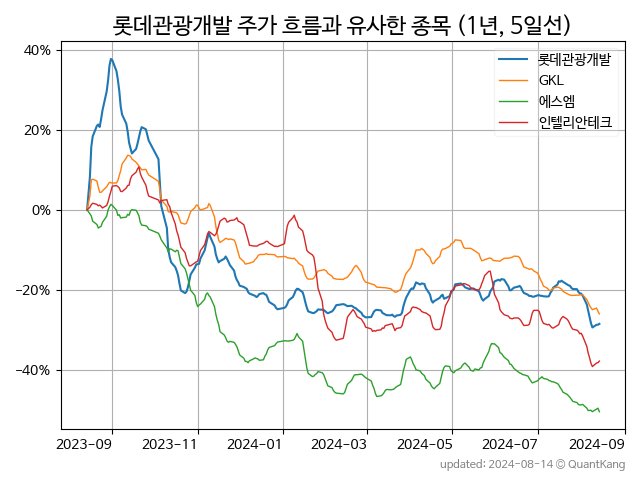 롯데관광개발 주가 흐름과 유사한 종목 (1년, 5일선)
40%
20%
0%
−20%
−40%
롯데관광개발
GKL
에스엠
인텔리안테크
2023-09
2023-11
2024-01
2024-03
2024-05
2024-07
2024-09
updated: 2024-08-14 © QuantKang